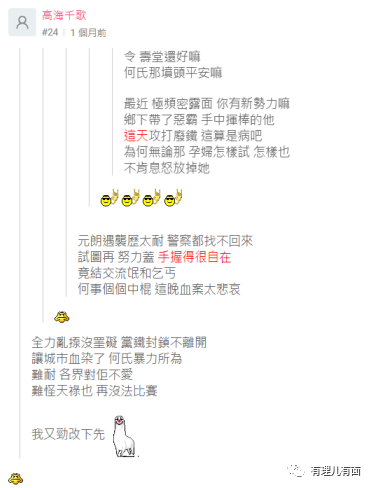 高海千歌
#24 | 1 個月前
令 壽堂還好嘛
何氏那墳頭平安嘛
最近 極頻密露面 你有新勢力嘛
鄉下帶了惡霸 手中揮棒的他
這天攻打廢鐵 這算是病吧
為何無論那 孕婦怎樣試 怎樣也
不肯息怒放掉她
元朗遇襲歷太耐 警察都找不回來
試圖再 努力蓋 手握得很自在
竟結交流氓和乞丐
何事個個中棍 這晚血案太悲哀
全力亂揼沒罣礙 黨鐵封鎖不離開
讓城市血染了 何氏暴力所為
難耐 各界對佢不愛
難怪天祿也 再沒法比賽
我又勁改下先
有理儿有面